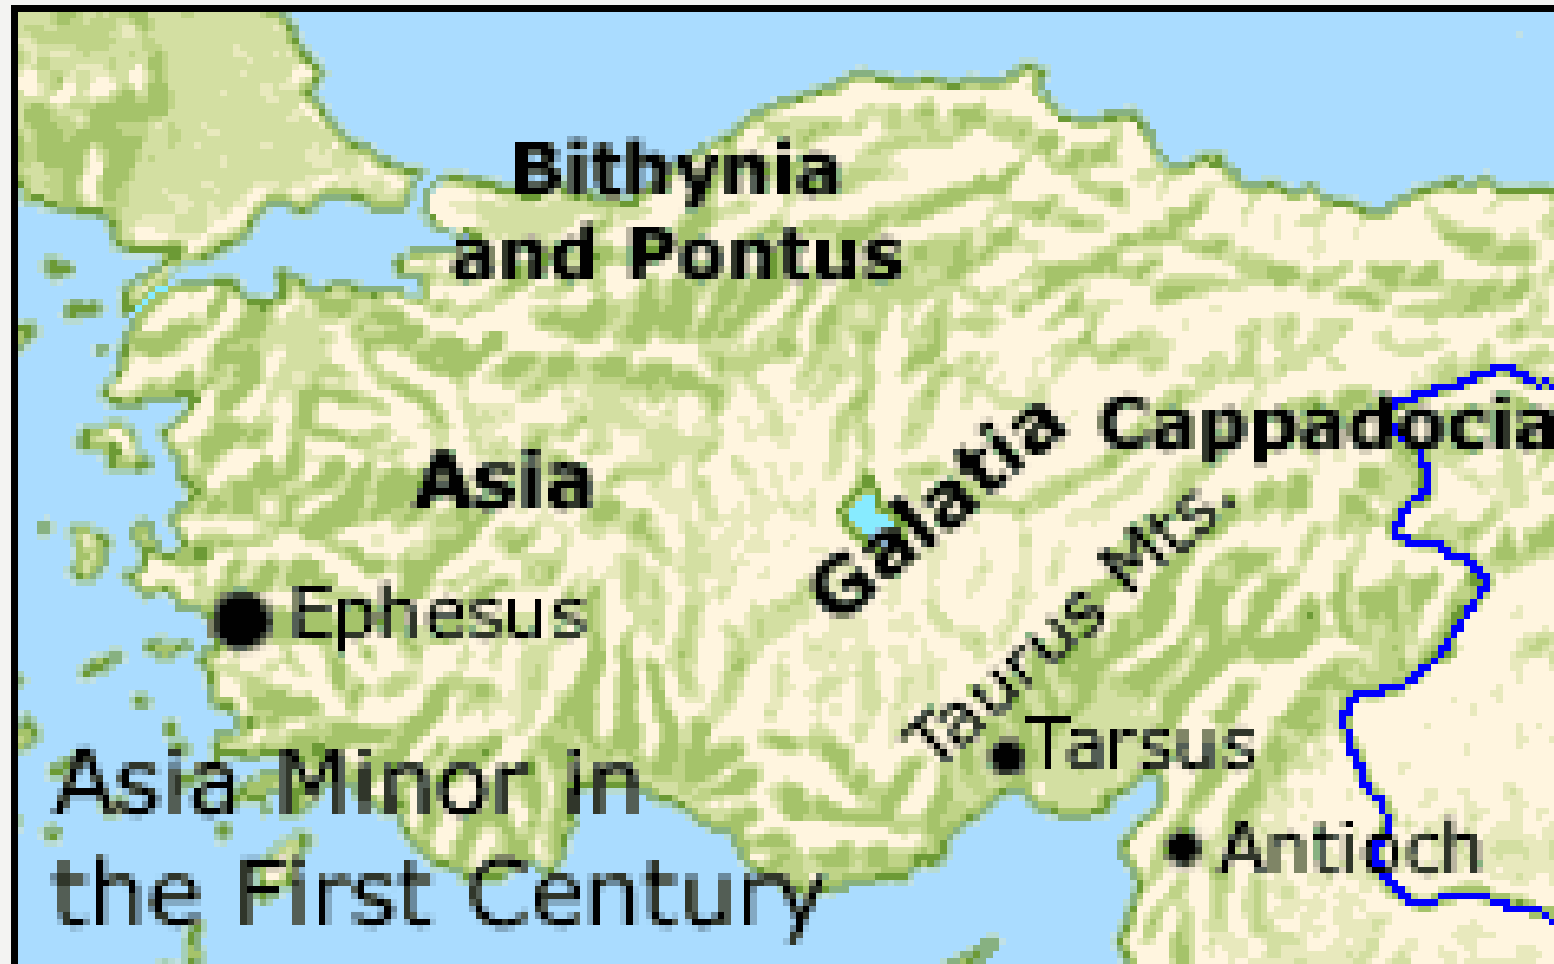 Bithynia
and Pontus
Cappadocia
Galatia
Asia
Taurus Mts.
Ephesus
Tarsus
Asia Minor in
the First Century
Antioch